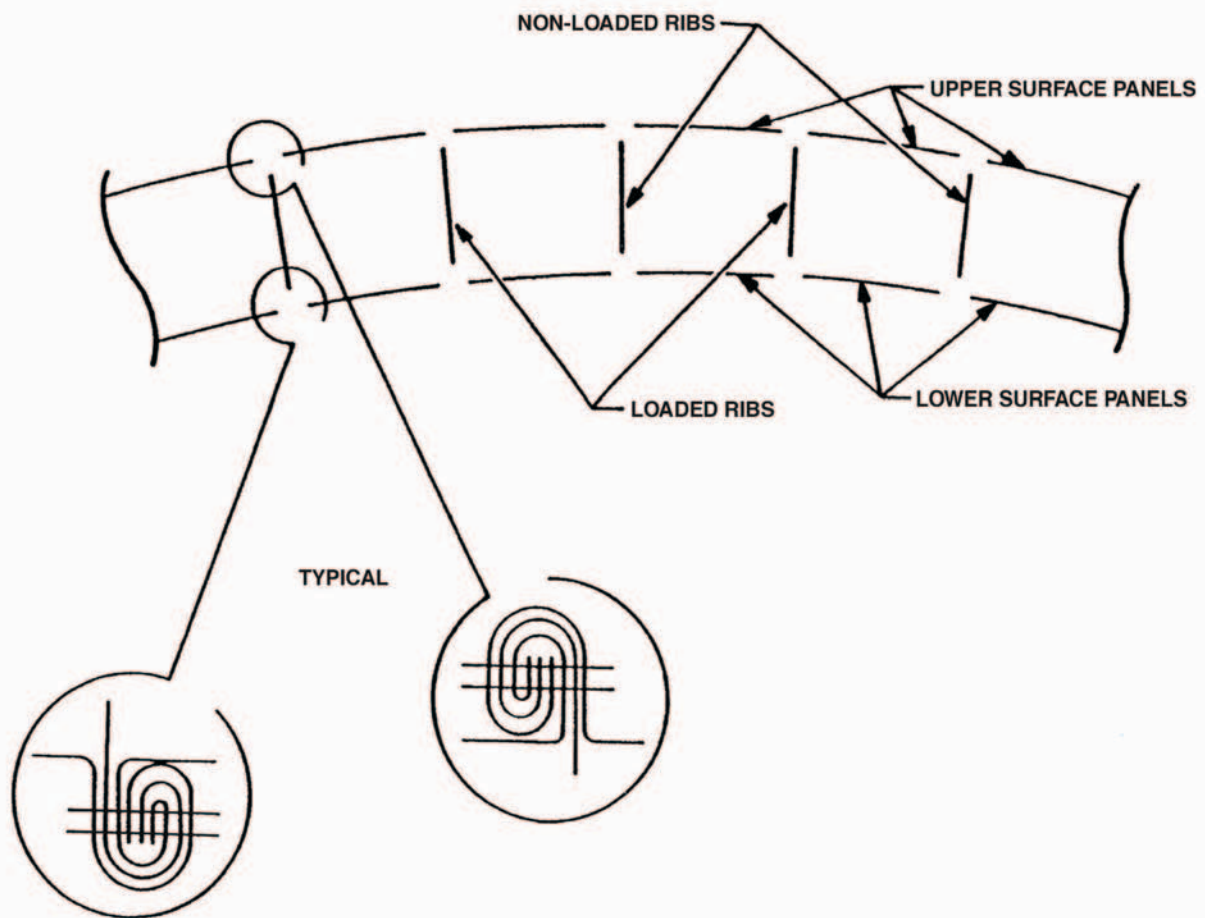 NON-LOADED RIBS
UPPER SURFACE PANELS
LOADED RIBS
LOWER SURFACE PANELS
TYPICAL